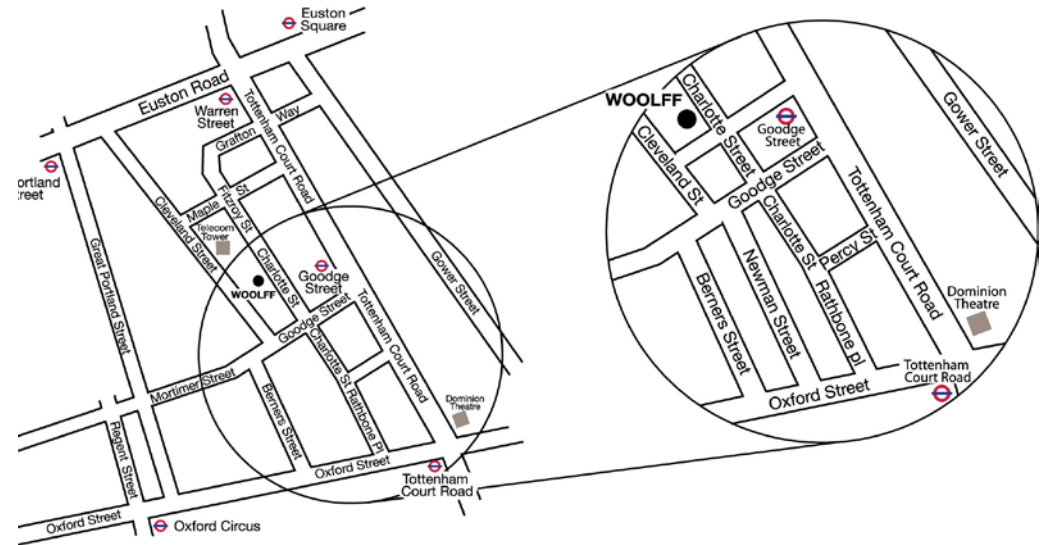 Euston
Square
Euston Road
Warren
Street
Tottenham Court Road
Grafton Way
ortland
treet
Maple St
Fitzroy St
Cleveland Street
Telecom
Tower
Great Portland Street
Charlotte St
WOOLFF
Goodge
Street
Gower Street
Goodge Street
Mortimer Street
Charlotte St
Tottenham Court Road
Berners Street
Rathbone Pl
Dominion
Theatre
Regent Street
Oxford Street
Tottenham
Court Road
Oxford Street
Oxford Circus
WOOLFF
Charlotte Street
Goodge
Street
Gower Street
Cleveland St
Goodge Street
Tottenham Court Road
Charlotte St
Percy St
Berners Street
Newman Street
Rathbone pl
Dominion
Theatre
Tottenham
Court Road
Oxford Street